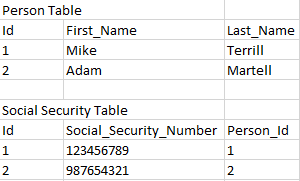 Person Table
Id First_Name Last_Name
1 Mike Terrill
2 Adam Martell
Social Security Table
Id Social_Security_Number Person_Id
1 123456789 1
2 987654321 2